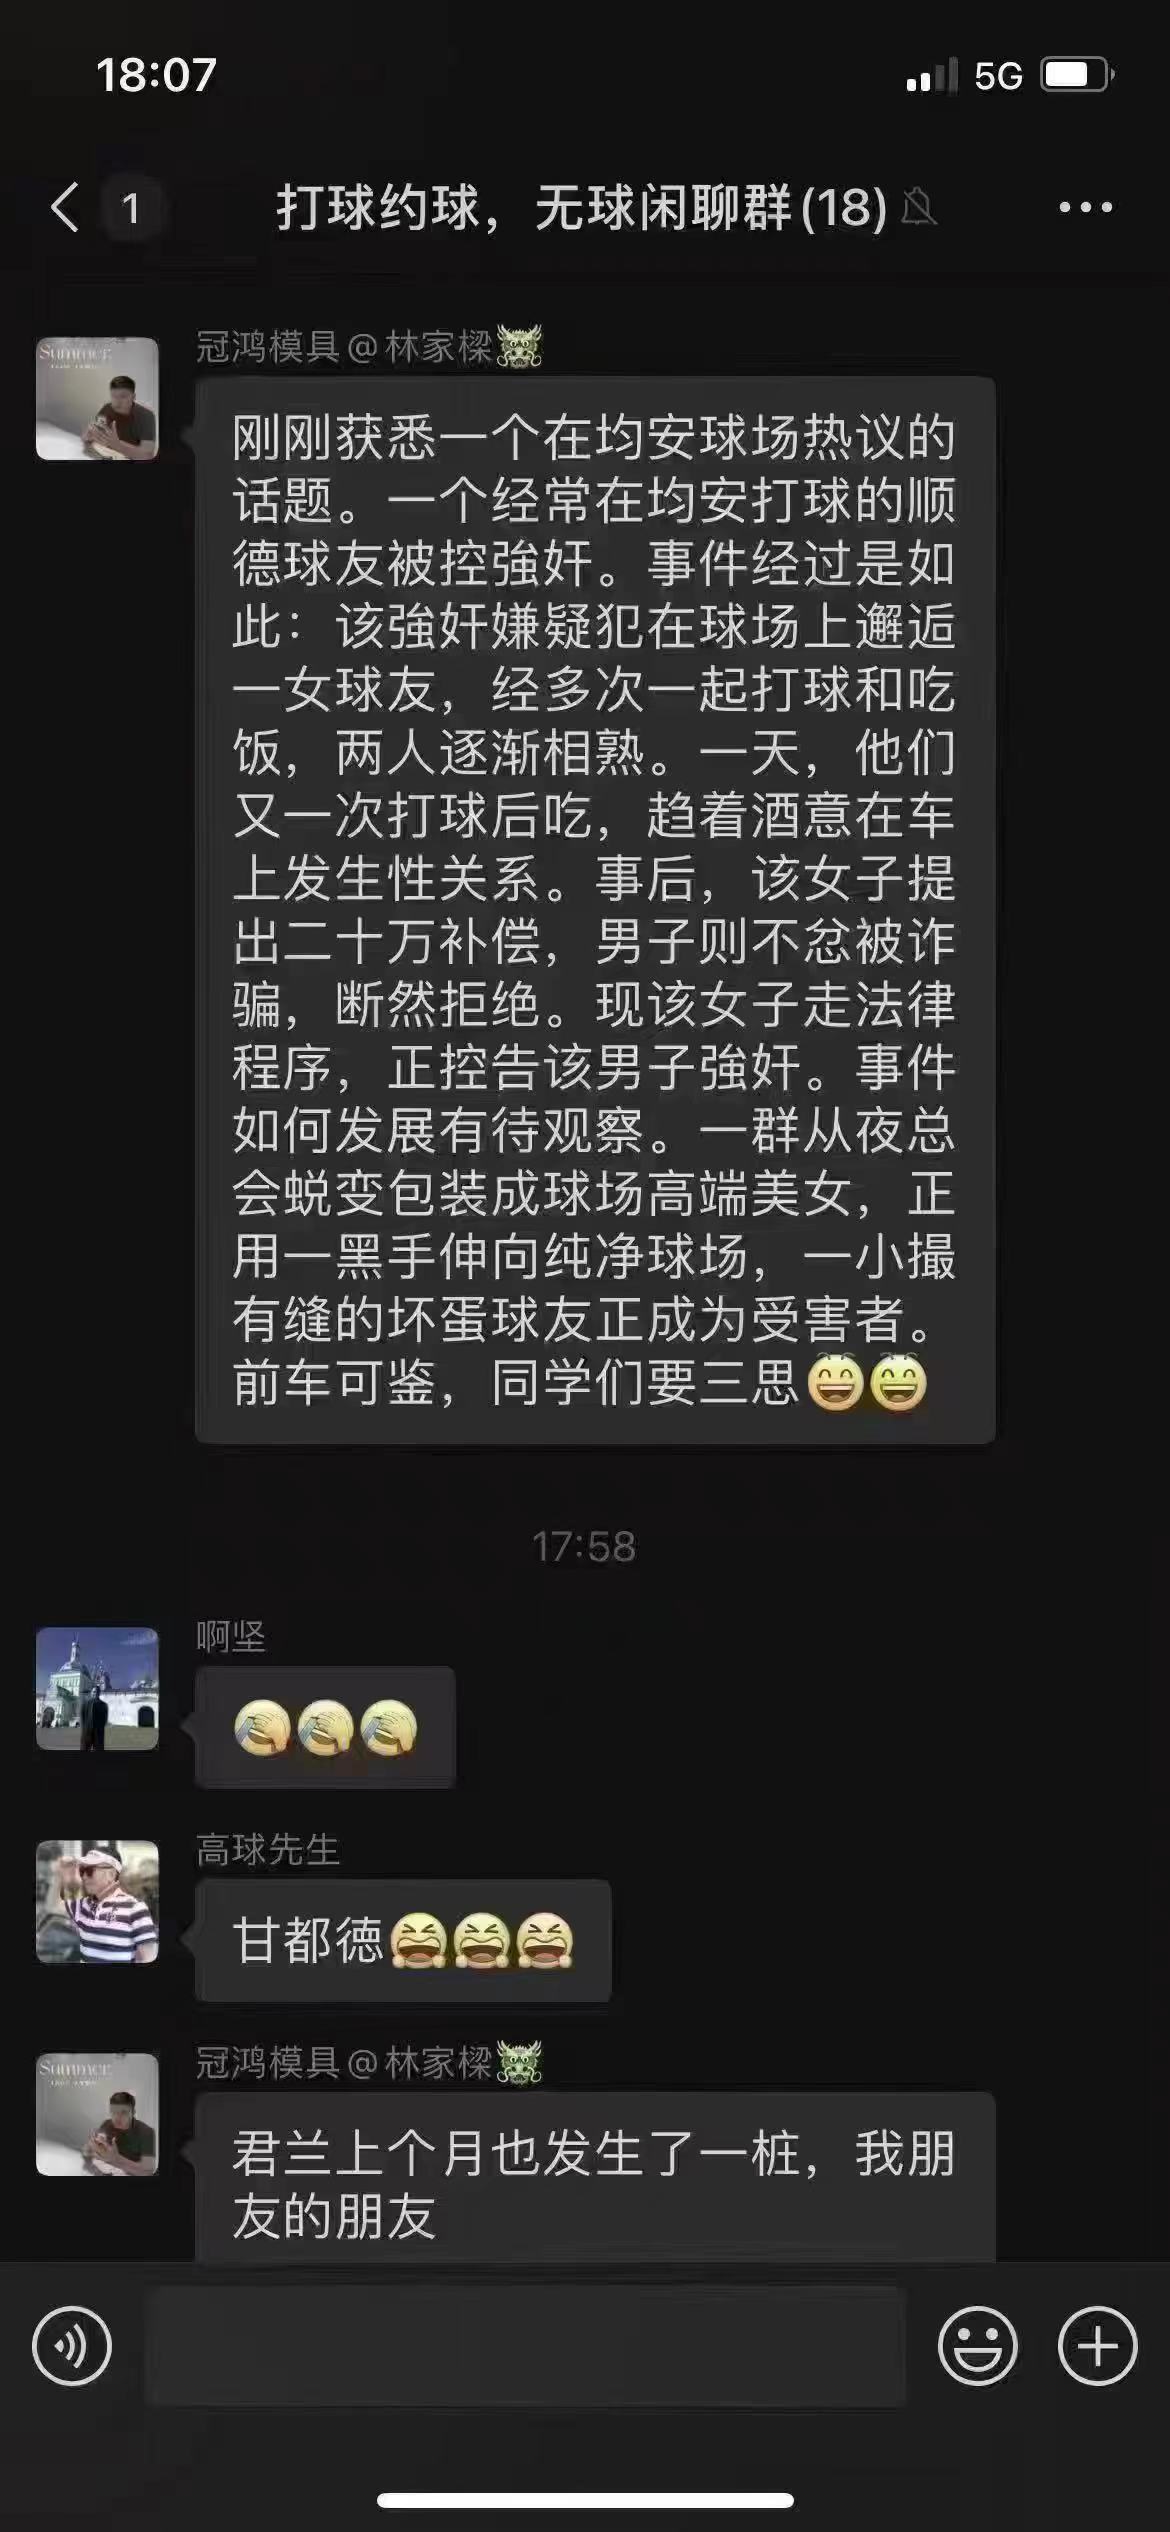 18:07
5G
1
打球约球，无球闲聊群(18)
Summer
冠鸿模具@林家樑
刚刚获悉一个在均安球场热议的
话题。一个经常在均安打球的顺
德球友被控強奸。事件经过是如
此：该強奸嫌疑犯在球场上邂逅
一女球友，经多次一起打球和吃
饭，两人逐渐相熟。一天，他们
又一次打球后吃，趋着酒意在车
上发生性关系。事后，该女子提
出二十万补偿，男子则不忿被诈
骗，断然拒绝。现该女子走法律
程序，正控告该男子強奸。事件
如何发展有待观察。一群从夜总
会蜕变包装成球场高端美女，正
用一黑手伸向纯净球场，一小撮
有缝的坏蛋球友正成为受害者。
前车可鉴，同学们要三思😄😄
17:58
啊坚
🤦🤦🤦
高球先生
甘都徳😆😆😆
Summer
冠鸿模具@林家樑
君兰上个月也发生了一桩，我朋
友的朋友